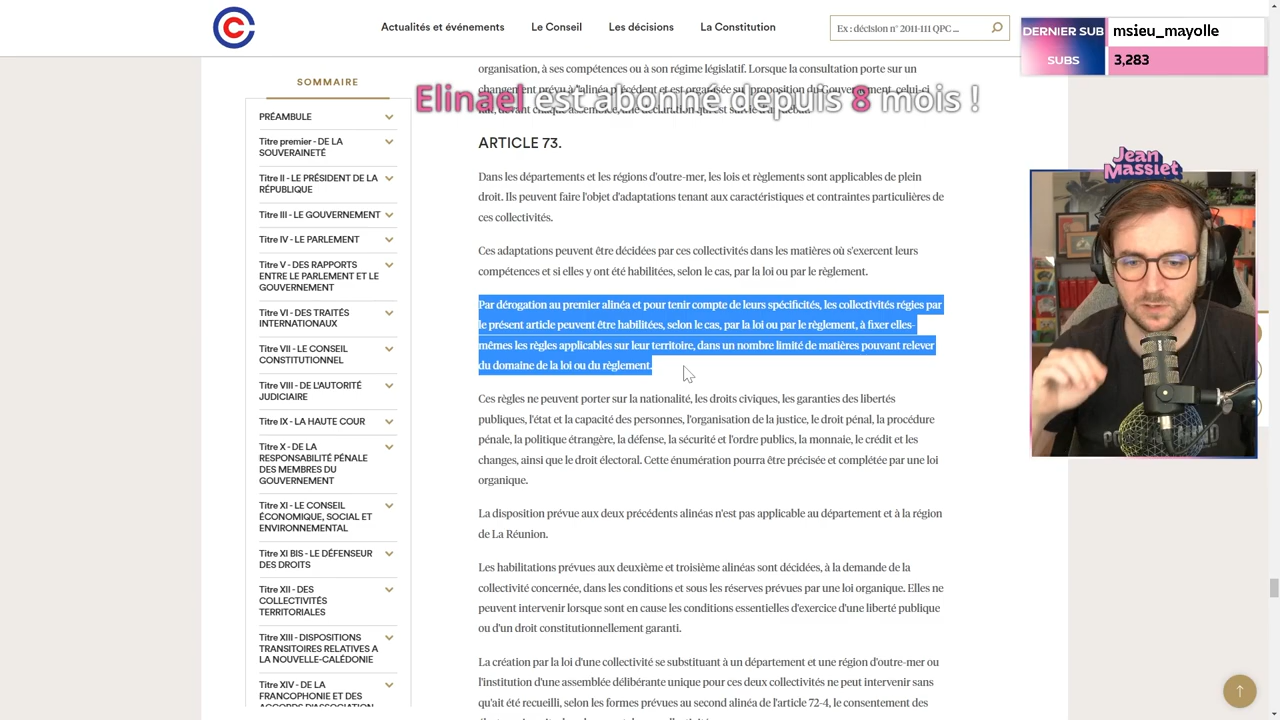 Actualités et événements
Le Conseil
Les décisions
La Constitution
Ex : décision n° 2011-111 QPC ...
DERNIER SUB
msieu_mayolle
SUBS
3,283
Elinael est abonné depuis 8 mois !
Jean
Massiet
SOMMAIRE
PRÉAMBULE
Titre premier - DE LA
SOUVERAINETÉ
Titre II - LE PRÉSIDENT DE LA
RÉPUBLIQUE
Titre III - LE GOUVERNEMENT
Titre IV - LE PARLEMENT
Titre V - DES RAPPORTS
ENTRE LE PARLEMENT ET LE
GOUVERNEMENT
Titre VI - DES TRAITÉS
INTERNATIONAUX
Titre VII - LE CONSEIL
CONSTITUTIONNEL
Titre VIII - DE L'AUTORITÉ
JUDICIAIRE
Titre IX - LA HAUTE COUR
Titre X - DE LA
RESPONSABILITÉ PÉNALE
DES MEMBRES DU
GOUVERNEMENT
Titre XI - LE CONSEIL
ÉCONOMIQUE, SOCIAL ET
ENVIRONNEMENTAL
Titre XI BIS - LE DÉFENSEUR
DES DROITS
Titre XII - DES
COLLECTIVITÉS
TERRITORIALES
Titre XIII - DISPOSITIONS
TRANSITOIRES RELATIVES A
LA NOUVELLE-CALÉDONIE
Titre XIV - DE LA
FRANCOPHONIE ET DES
ACCORDS D'ASSOCIATION
organisation, à ses compétences ou à son régime législatif. Lorsque la consultation porte sur un
changement prévu à l'alinéa précédent et est organisée sur proposition du Gouvernement, celui-ci
fait, devant chaque assemblée, une déclaration qui est suivie d'un débat.
ARTICLE 73.
Dans les départements et les régions d'outre-mer, les lois et règlements sont applicables de plein
droit. Ils peuvent faire l'objet d'adaptations tenant aux caractéristiques et contraintes particulières de
ces collectivités.
Ces adaptations peuvent être décidées par ces collectivités dans les matières où s'exercent leurs
compétences et si elles y ont été habilitées, selon le cas, par la loi ou par le règlement.
Par dérogation au premier alinéa et pour tenir compte de leurs spécificités, les collectivités régies par
le présent article peuvent être habilitées, selon le cas, par la loi ou par le règlement, à fixer elles-
mêmes les règles applicables sur leur territoire, dans un nombre limité de matières pouvant relever
du domaine de la loi ou du règlement.
Ces règles ne peuvent porter sur la nationalité, les droits civiques, les garanties des libertés
publiques, l'état et la capacité des personnes, l'organisation de la justice, le droit pénal, la procédure
pénale, la politique étrangère, la défense, la sécurité et l'ordre publics, la monnaie, le crédit et les
changes, ainsi que le droit électoral. Cette énumération pourra être précisée et complétée par une loi
organique.
La disposition prévue aux deux précédents alinéas n'est pas applicable au département et à la région
de La Réunion.
Les habilitations prévues aux deuxième et troisième alinéas sont décidées, à la demande de la
collectivité concernée, dans les conditions et sous les réserves prévues par une loi organique. Elles ne
peuvent intervenir lorsque sont en cause les conditions essentielles d'exercice d'une liberté publique
ou d'un droit constitutionnellement garanti.
La création par la loi d'une collectivité se substituant à un département et une région d'outre-mer ou
l'institution d'une assemblée délibérante unique pour ces deux collectivités ne peut intervenir sans
qu'ait été recueilli, selon les formes prévues au second alinéa de l'article 72-4, le consentement des